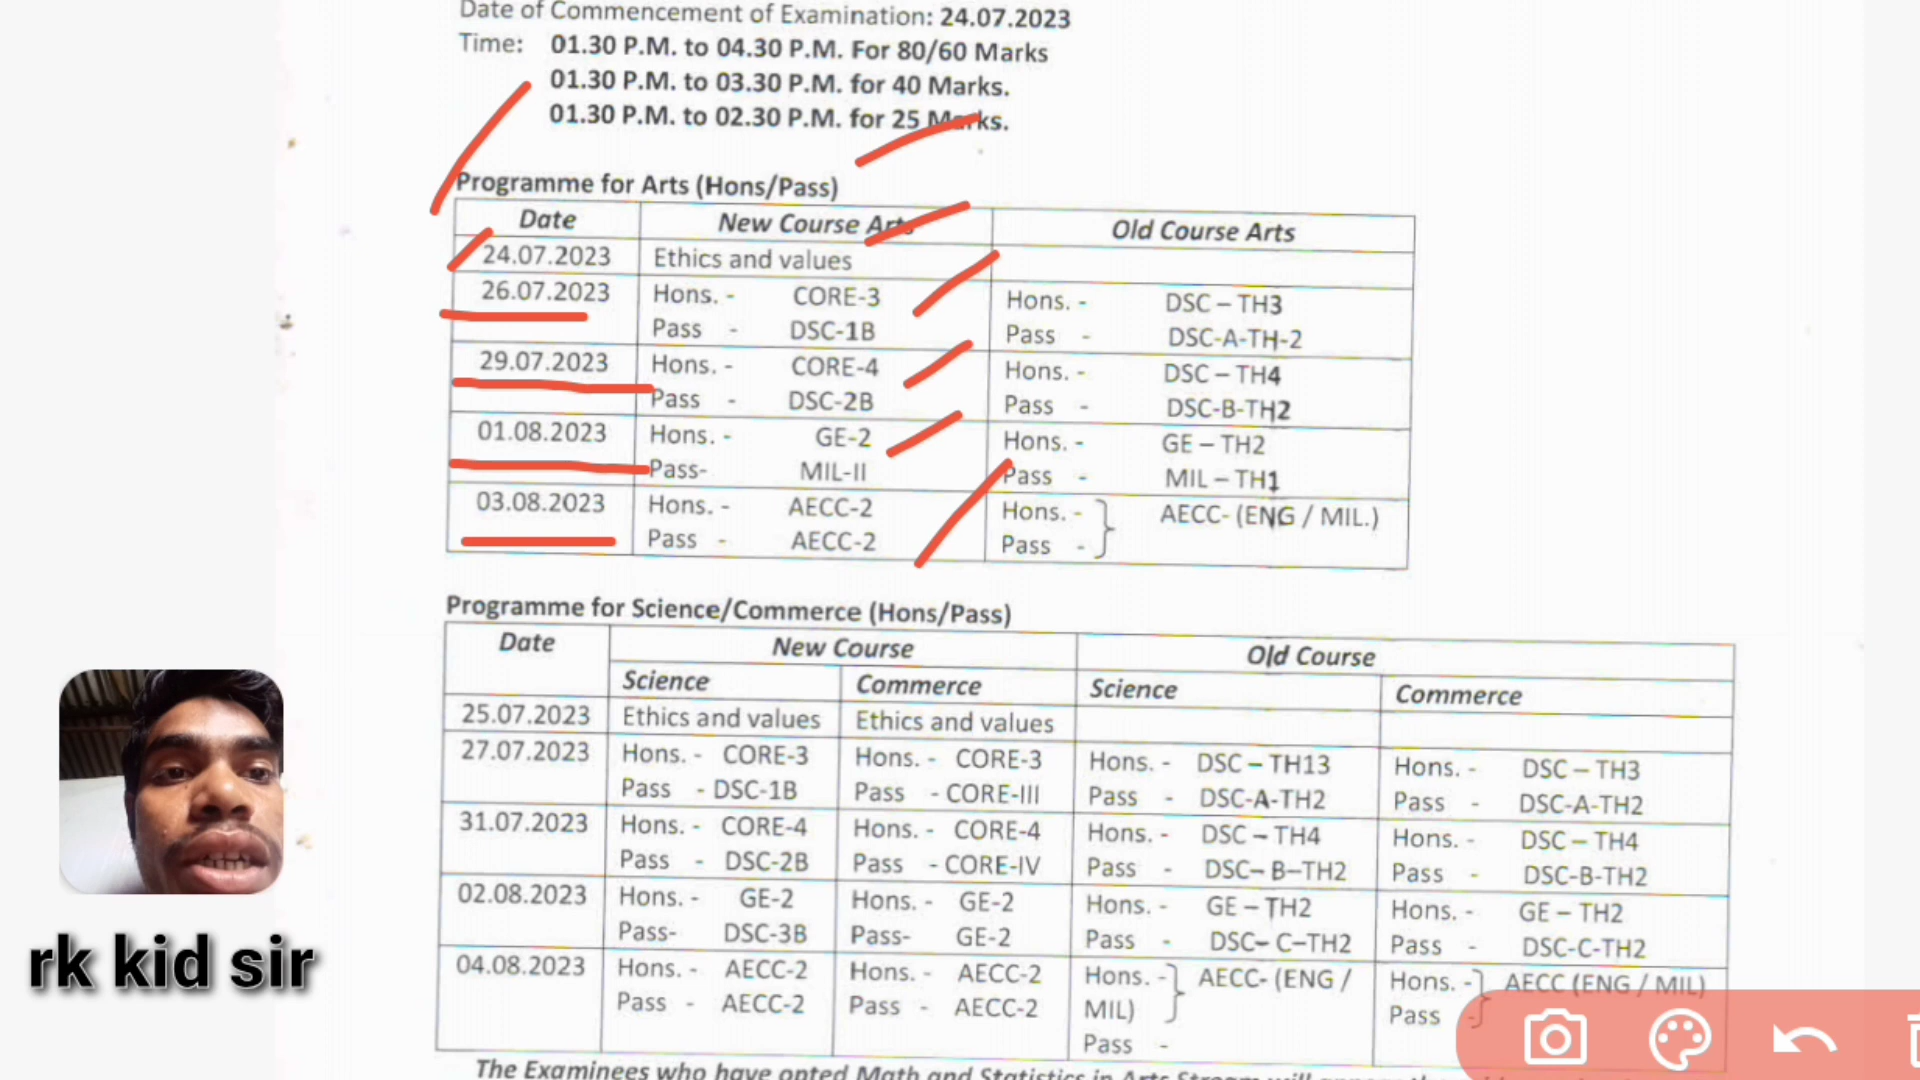 Date of Commencement of Examination: 24.07.2023
Time: 01.30 P.M. to 04.30 P.M. For 80/60 Marks
01.30 P.M. to 03.30 P.M. for 40 Marks.
01.30 P.M. to 02.30 P.M. for 25 Marks.
Programme for Arts (Hons/Pass)
Date New Course Arts Old Course Arts
24.07.2023 Ethics and values
26.07.2023 Hons. - CORE-3 Hons. - DSC – TH3
Pass - DSC-1B Pass - DSC-A-TH-2
29.07.2023 Hons. - CORE-4 Hons. - DSC – TH4
Pass - DSC-2B Pass - DSC-B-TH2
01.08.2023 Hons. - GE-2 Hons. - GE – TH2
Pass- MIL-II Pass - MIL – TH1
03.08.2023 Hons. - AECC-2 Hons. - AECC- (ENG / MIL.)
Pass - AECC-2 Pass -
Programme for Science/Commerce (Hons/Pass)
Date New Course Old Course
Science Commerce Science Commerce
25.07.2023 Ethics and values Ethics and values
27.07.2023 Hons. - CORE-3 Hons. - CORE-3 Hons. - DSC – TH13 Hons. - DSC – TH3
Pass - DSC-1B Pass - CORE-III Pass - DSC-A-TH2 Pass - DSC-A-TH2
31.07.2023 Hons. - CORE-4 Hons. - CORE-4 Hons. - DSC – TH4 Hons. - DSC – TH4
Pass - DSC-2B Pass - CORE-IV Pass - DSC– B–TH2 Pass - DSC-B-TH2
02.08.2023 Hons. - GE-2 Hons. - GE-2 Hons. - GE – TH2 Hons. - GE – TH2
Pass- DSC-3B Pass- GE-2 Pass - DSC– C–TH2 Pass - DSC-C-TH2
04.08.2023 Hons. - AECC-2 Hons. - AECC-2 Hons. - AECC- (ENG / Hons. - AECC (ENG / MIL)
Pass - AECC-2 Pass - AECC-2 MIL) Pass -
Pass -
The Examinees who have opted Math and Statistics in Arts Stream will
rk kid sir